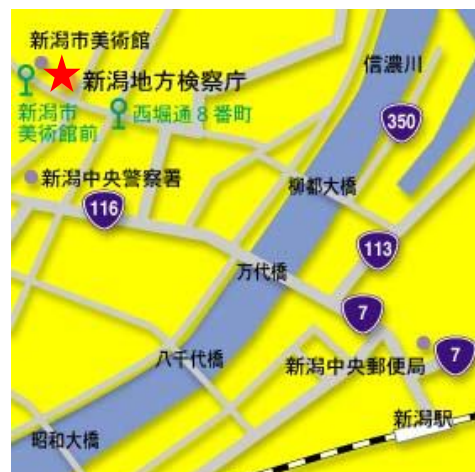 新潟市美術館
新潟地方検察庁
新潟市
美術館前
西堀通8番町
信濃川
350
新潟中央警察署
116
柳都大橋
113
万代橋
7
八千代橋
新潟中央郵便局
7
新潟駅
昭和大橋